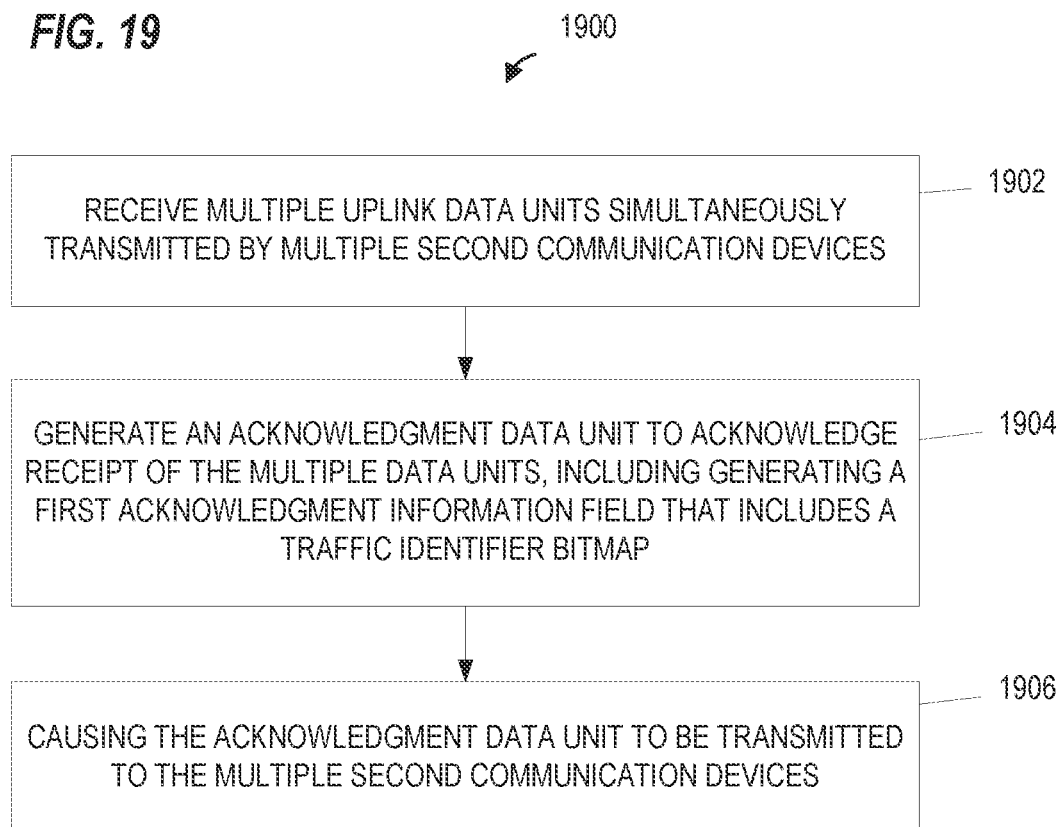 FIG. 19
1900
1902
RECEIVE MULTIPLE UPLINK DATA UNITS SIMULTANEOUSLY
TRANSMITTED BY MULTIPLE SECOND COMMUNICATION DEVICES
1904
GENERATE AN ACKNOWLEDGMENT DATA UNIT TO ACKNOWLEDGE
RECEIPT OF THE MULTIPLE DATA UNITS, INCLUDING GENERATING A
FIRST ACKNOWLEDGMENT INFORMATION FIELD THAT INCLUDES A
TRAFFIC IDENTIFIER BITMAP
1906
CAUSING THE ACKNOWLEDGMENT DATA UNIT TO BE TRANSMITTED
TO THE MULTIPLE SECOND COMMUNICATION DEVICES